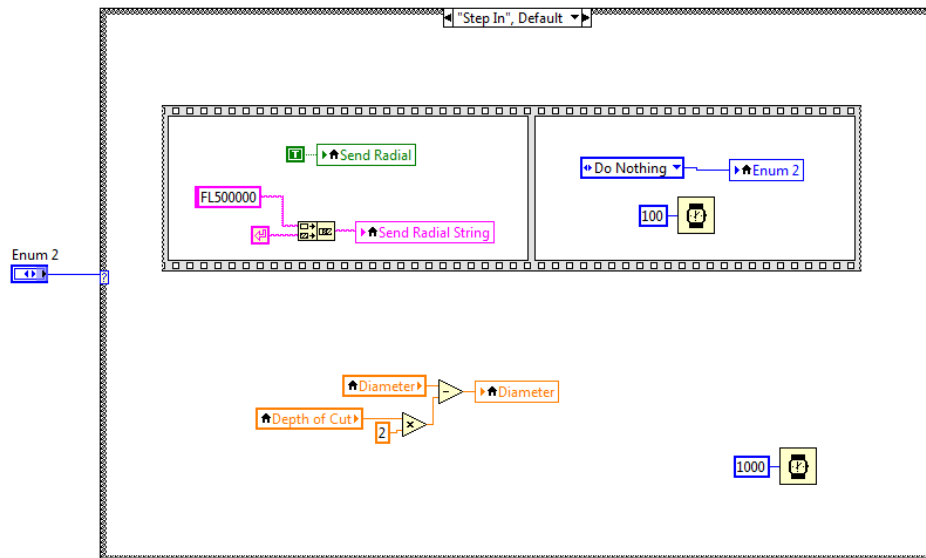 "Step In", Default
T
Send Radial
FL500000
Send Radial String
Do Nothing
Enum 2
100
Enum 2
?
Diameter
Diameter
Depth of Cut
2
1000